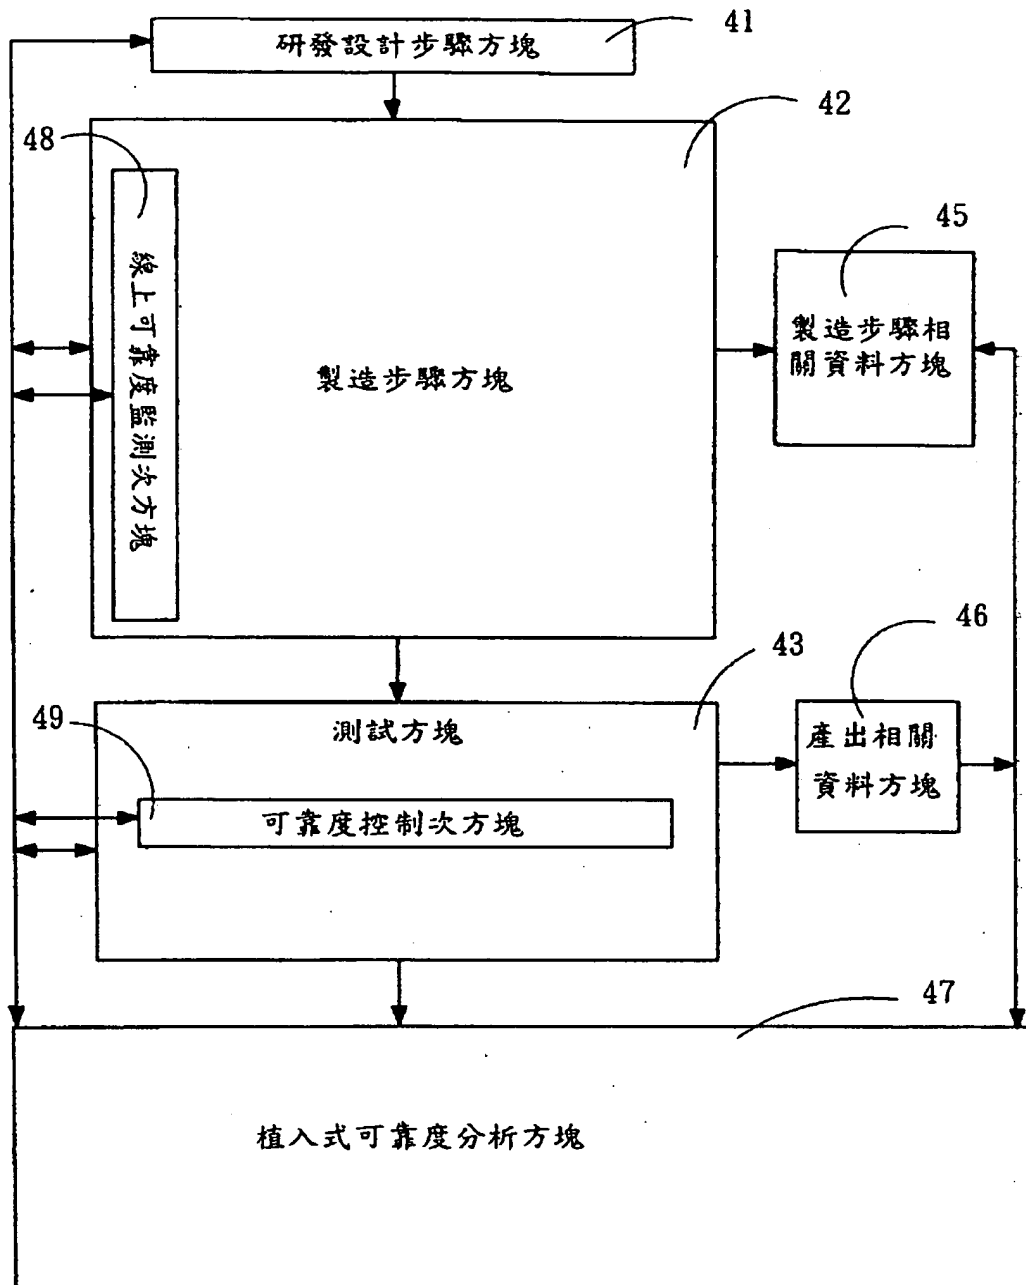 41
研發設計步驟方塊
42
48
線上可靠度監測次方塊
製造步驟方塊
45
製造步驟相
關資料方塊
43
46
49
測試方塊
可靠度控制次方塊
產出相關
資料方塊
47
植入式可靠度分析方塊